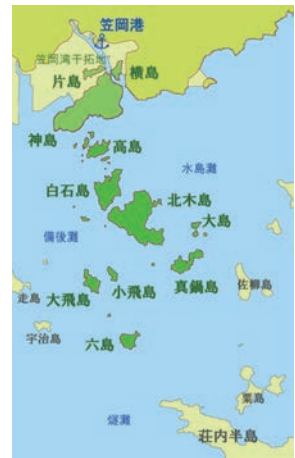 笠岡港
笠岡湾干拓地
片島
横島
神島
高島
水島灘
白石島
北木島
大島
備後灘
大飛島
小飛島
真鍋島
佐柳島
走島
宇治島
六島
粟島
燧灘
荘内半島